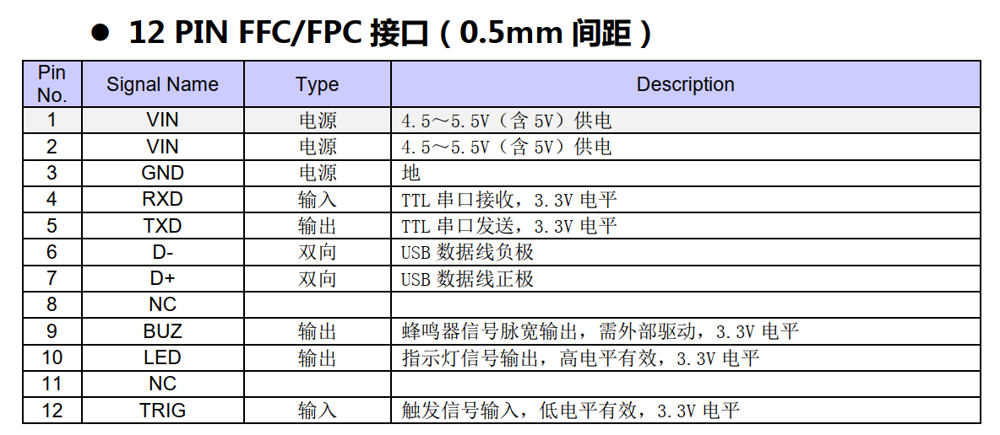 ● 12 PIN FFC/FPC 接口（0.5mm 间距）
Pin No. Signal Name Type Description
1 VIN 电源 4.5～5.5V（含 5V）供电
2 VIN 电源 4.5～5.5V（含 5V）供电
3 GND 电源 地
4 RXD 输入 TTL 串口接收，3.3V 电平
5 TXD 输出 TTL 串口发送，3.3V 电平
6 D- 双向 USB 数据线负极
7 D+ 双向 USB 数据线正极
8 NC
9 BUZ 输出 蜂鸣器信号脉宽输出，需外部驱动，3.3V 电平
10 LED 输出 指示灯信号输出，高电平有效，3.3V 电平
11 NC
12 TRIG 输入 触发信号输入，低电平有效，3.3V 电平